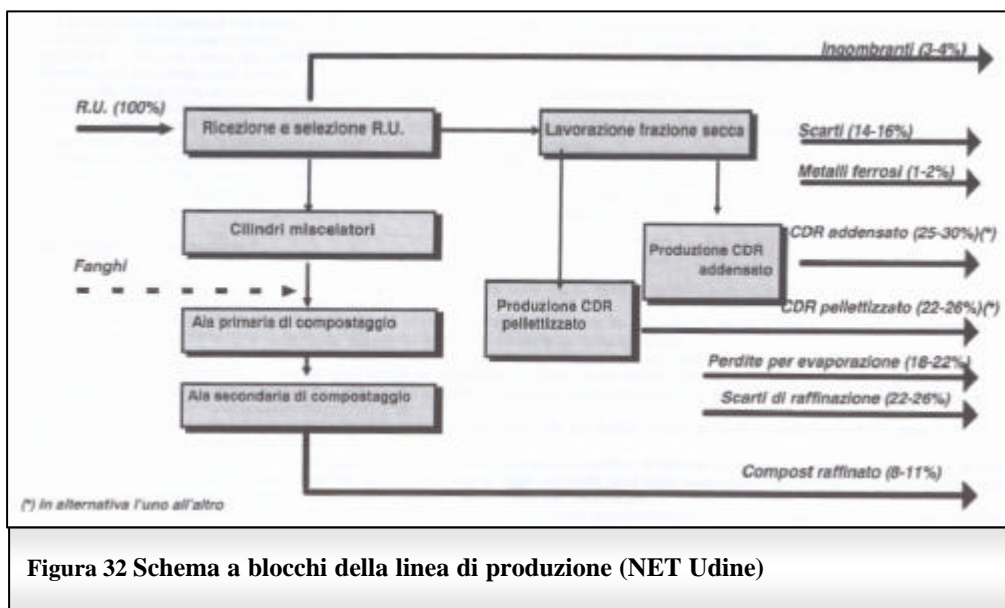 Ingombranti (3-4%)
R.U. (100%)
Ricezione e selezione R.U.
Lavorazione frazione secca
Scarti (14-16%)
Metalli ferrosi (1-2%)
Cilindri miscelatori
CDR addensato (25-30%)(*)
Produzione CDR
addensato
Fanghi
Produzione CDR
pellettizzato
CDR pellettizzato (22-26%)(*)
Ala primaria di compostaggio
Perdite per evaporazione (18-22%)
Ala secondaria di compostaggio
Scarti di raffinazione (22-26%)
Compost raffinato (8-11%)
(*) In alternativa l'uno all'altro
Figura 32 Schema a blocchi della linea di produzione (NET Udine)